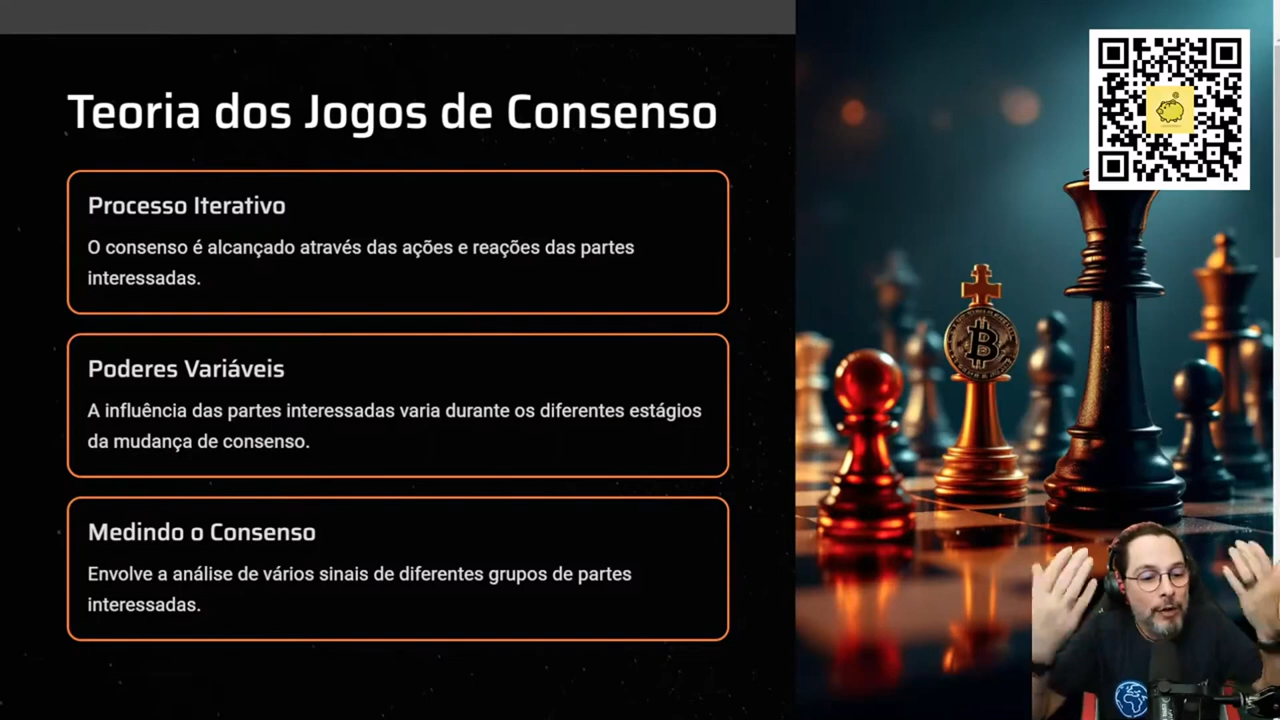 Teoria dos Jogos de Consenso
Processo Iterativo
O consenso é alcançado através das ações e reações das partes
interessadas.
Poderes Variáveis
A influência das partes interessadas varia durante os diferentes estágios
da mudança de consenso.
Medindo o Consenso
Envolve a análise de vários sinais de diferentes grupos de partes
interessadas.